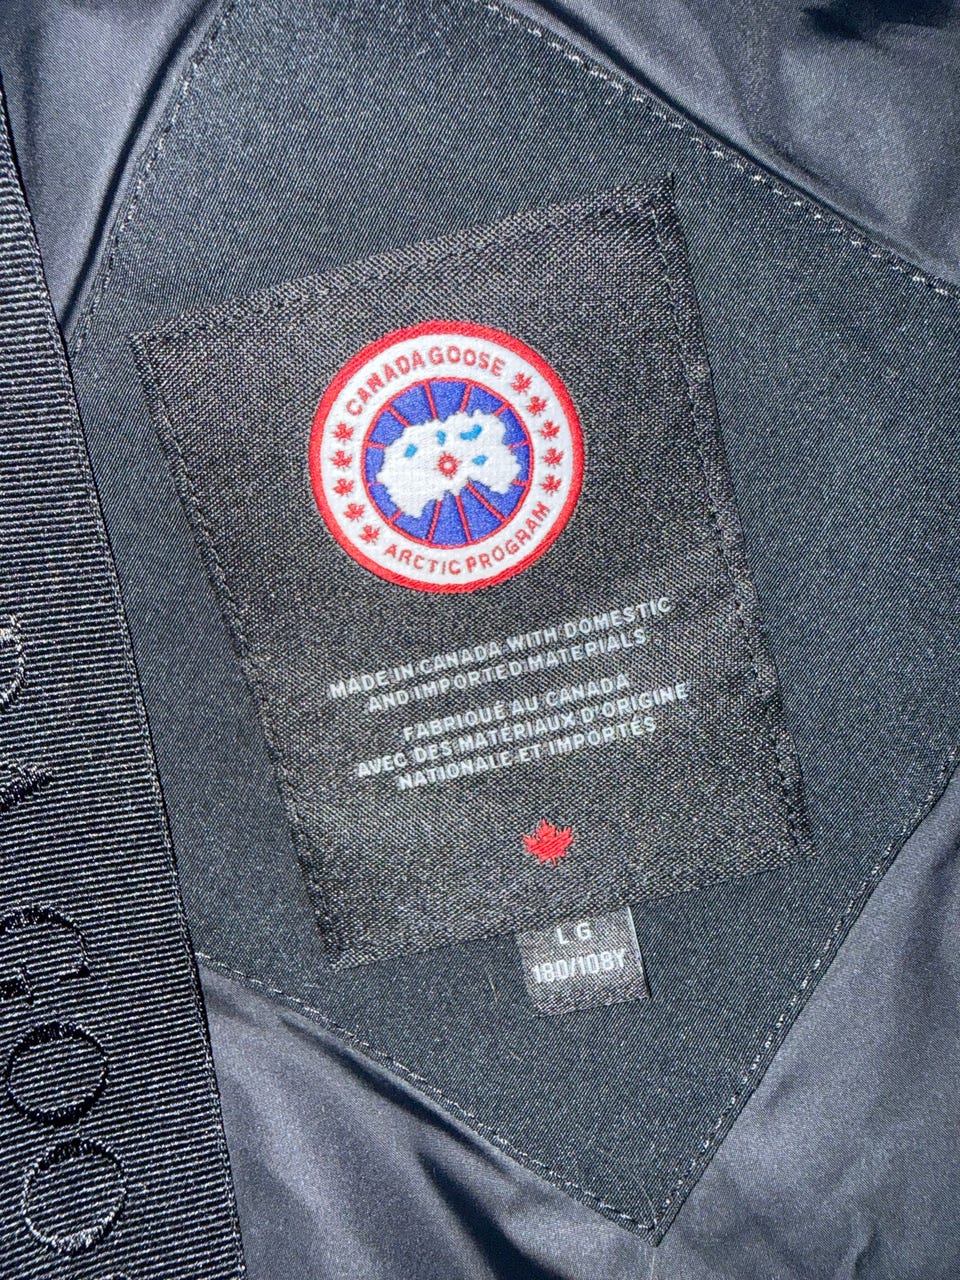 CANADA GOOSE
ARCTIC PROGRAM
MADE IN CANADA WITH DOMESTIC
AND IMPORTED MATERIALS
FABRIQUÉ AU CANADA
AVEC DES MATÉRIAUX D'ORIGINE
NATIONALE ET IMPORTÉS
LG
180/108Y